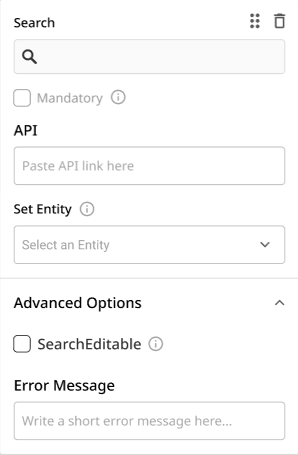 Search
Mandatory
API
Paste API link here
Set Entity
Select an Entity
Advanced Options
SearchEditable
Error Message
Write a short error message here...